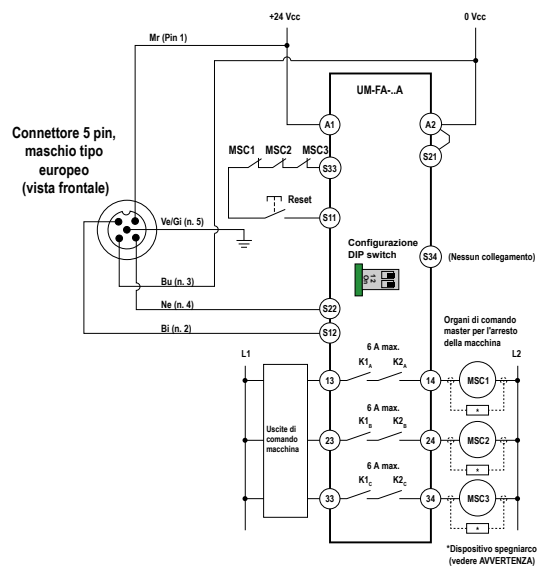 +24 Vcc
0 Vcc
Mr (Pin 1)
UM-FA-..A
A1
A2
S21
Connettore 5 pin,
maschio tipo
europeo
(vista frontale)
MSC1
MSC2
MSC3
S33
Reset
S11
Ve/Gi (n. 5)
Configurazione
DIP switch
1 2
On
S34
(Nessun collegamento)
Bu (n. 3)
Ne (n. 4)
Bi (n. 2)
S22
S12
Organi di comando
master per l'arresto
della macchina
L1
L2
6 A max.
K1A
K2A
13
14
MSC1
*
Uscite di
comando
macchina
6 A max.
K1B
K2B
23
24
MSC2
*
6 A max.
K1C
K2C
33
34
MSC3
*
*Dispositivo spegniarco
(vedere AVVERTENZA)